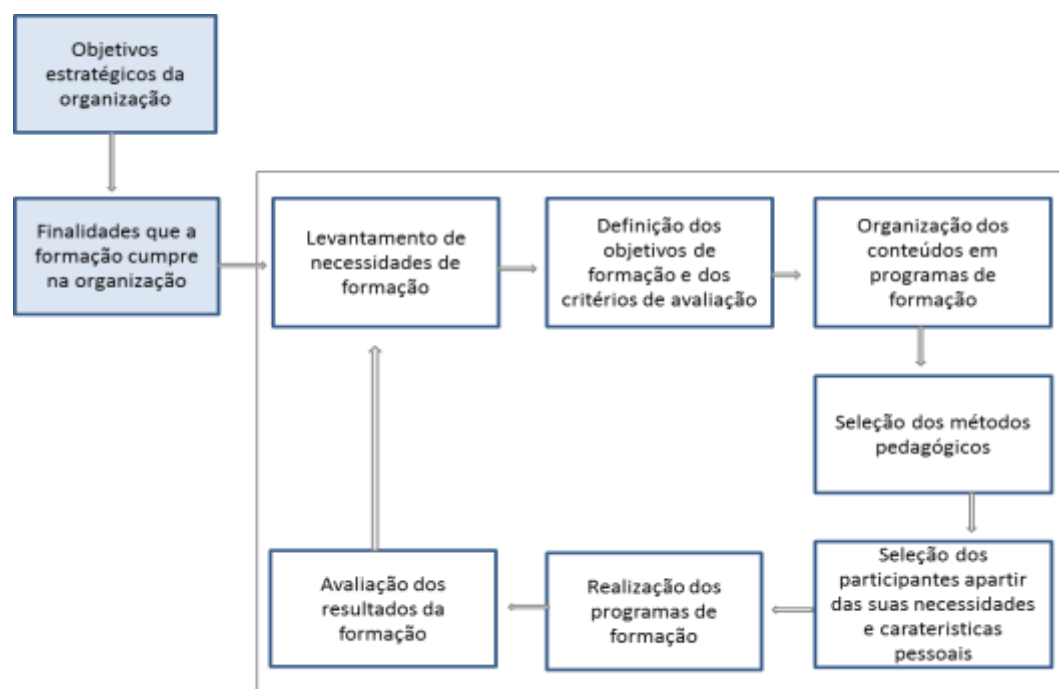 Objetivos
estratégicos da
organização
Finalidades que a
formação cumpre
na organização
Levantamento de
necessidades de
formação
Definição dos
objetivos de
formação e dos
critérios de avaliação
Organização dos
conteúdos em
programas de
formação
Seleção dos métodos
pedagógicos
Seleção dos
participantes apartir
das suas necessidades
e carateristicas
pessoais
Realização dos
programas de
formação
Avaliação dos
resultados da
formação